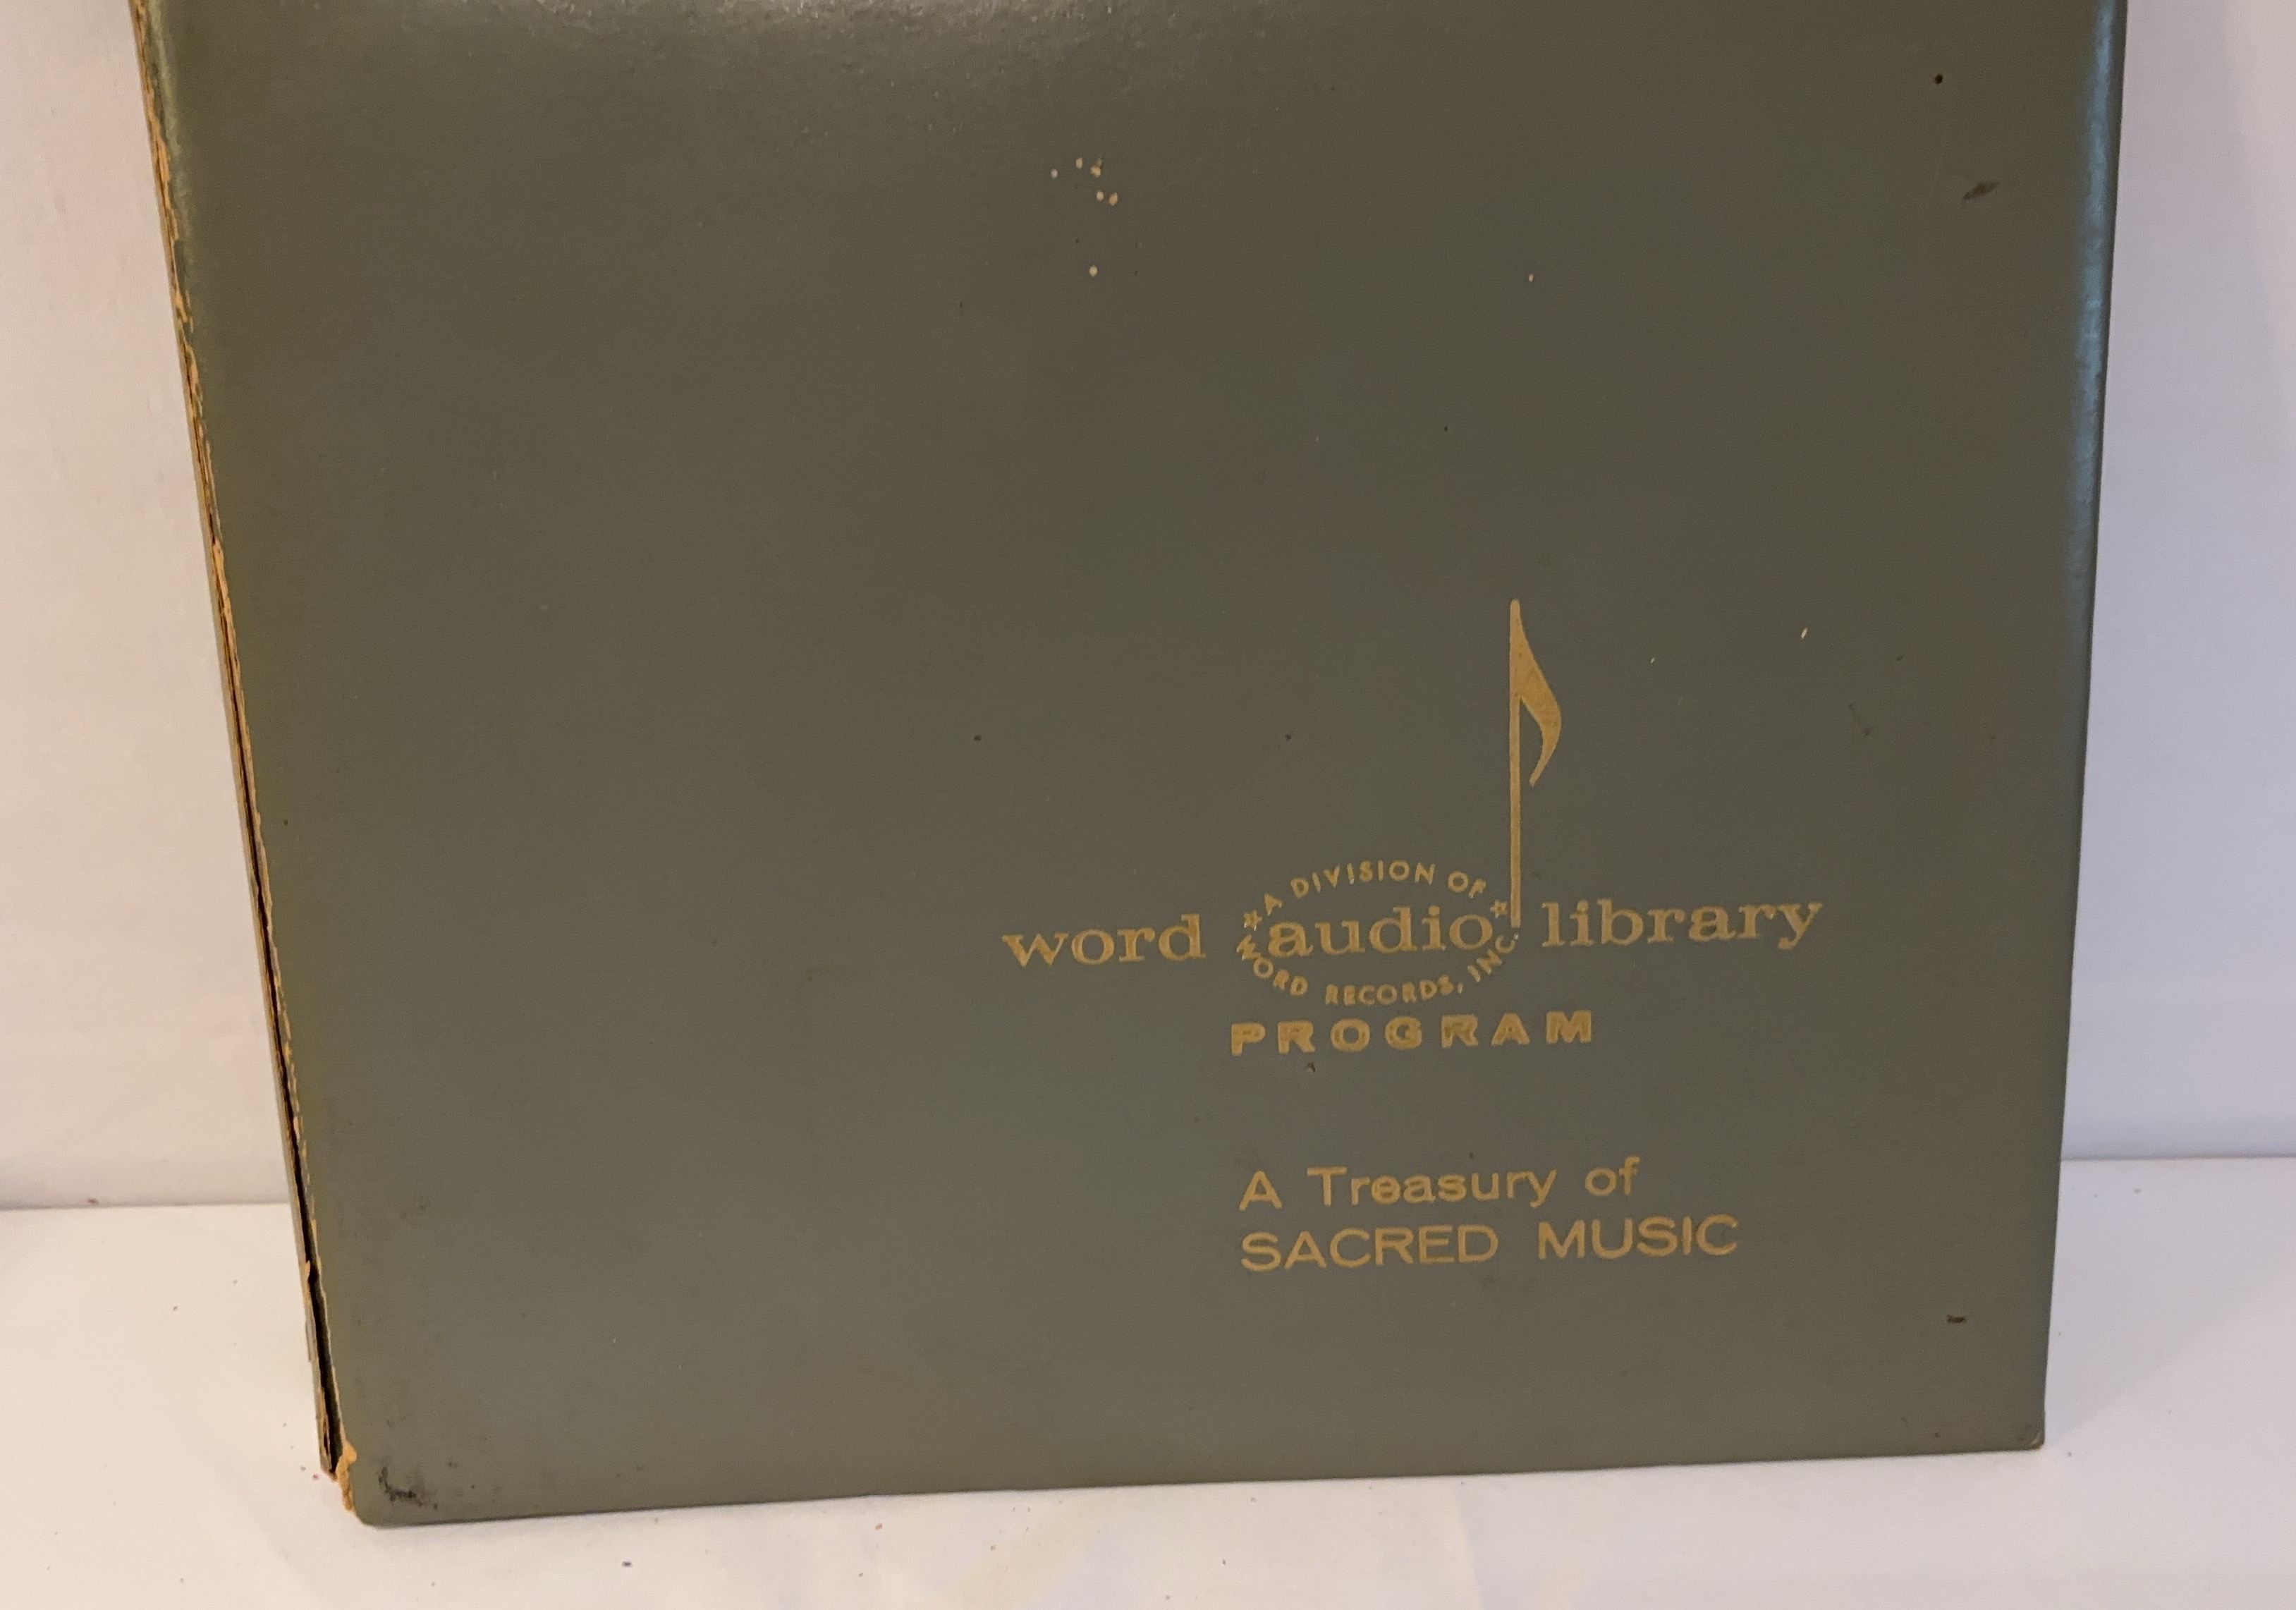 A DIVISION OF
word audio library
WORD RECORDS, INC.
PROGRAM
A Treasury of
SACRED MUSIC